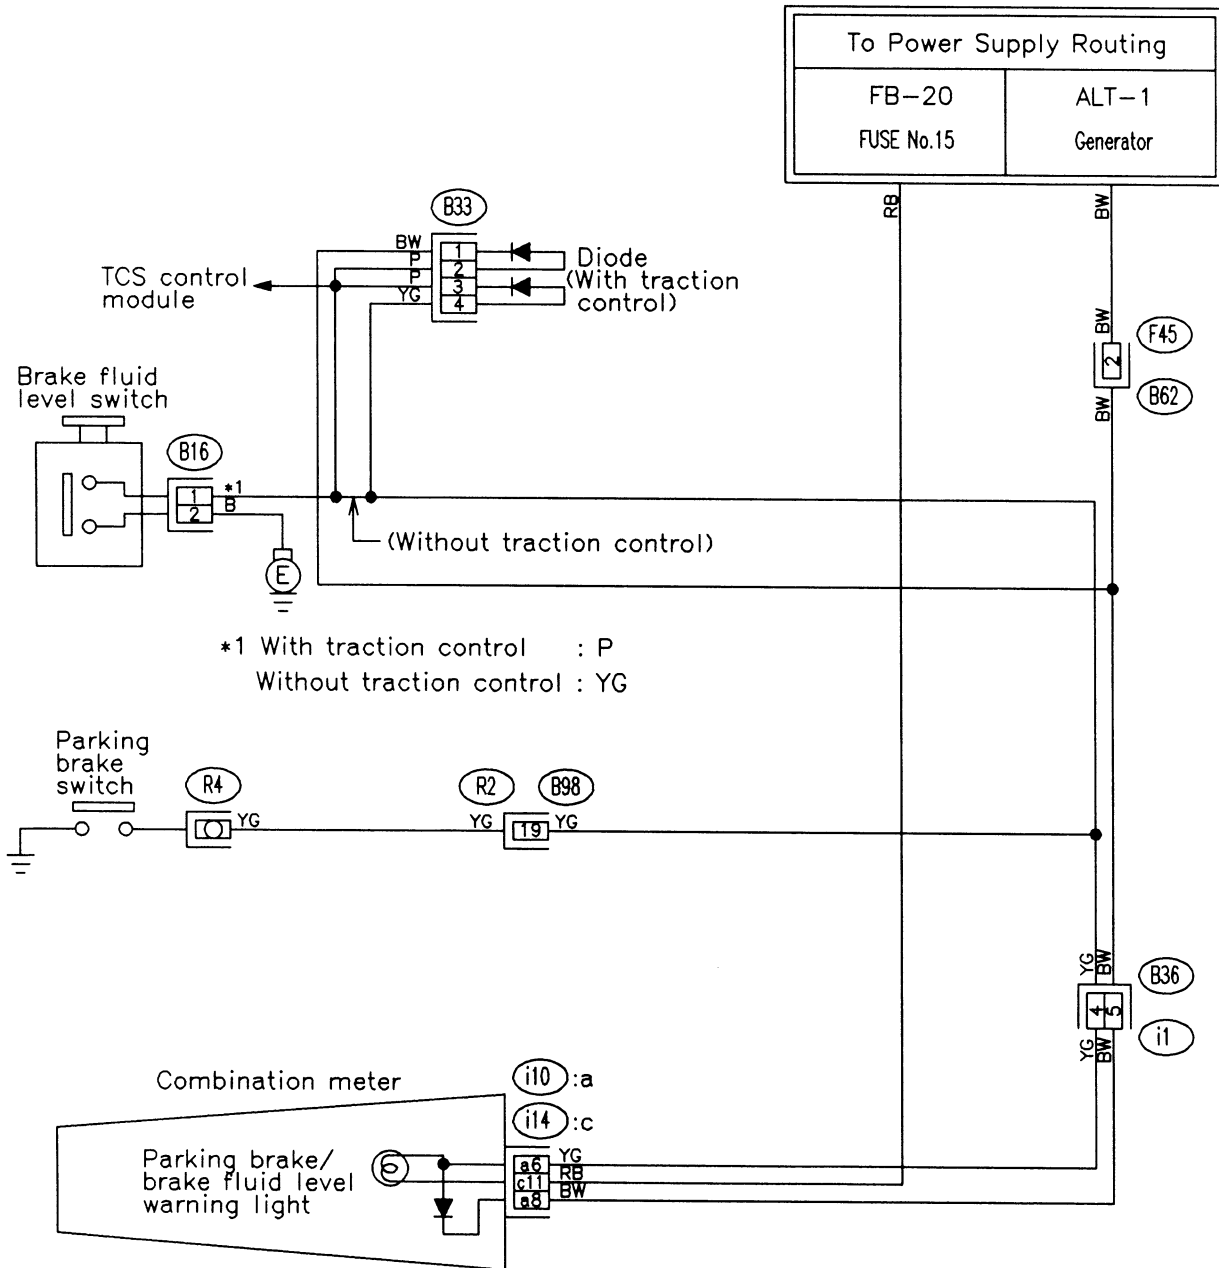 To Power Supply Routing
FB-20
FUSE No.15
ALT-1
Generator
RB
BW
B33
BW
P
P
YG
1
2
3
4
Diode
(With traction
control)
TCS control
module
BW
2
BW
F45
B62
Brake fluid
level switch
B16
1
2
*1
B
E
(Without traction control)
*1 With traction control : P
Without traction control : YG
Parking
brake
switch
R4
YG
R2
B98
YG
19
YG
YG
BW
4
5
YG
BW
B36
i1
Combination meter
i10 :a
i14 :c
Parking brake/
brake fluid level
warning light
a6
c11
a8
YG
RB
BW